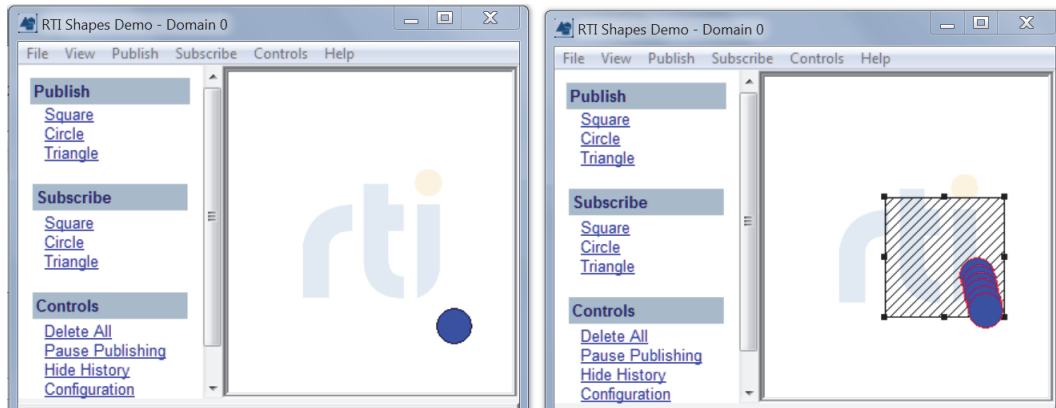 RTI Shapes Demo - Domain 0
File View Publish Subscribe Controls Help
Publish
Square
Circle
Triangle
Subscribe
Square
Circle
Triangle
Controls
Delete All
Pause Publishing
Hide History
Configuration
rti
RTI Shapes Demo - Domain 0
File View Publish Subscribe Controls Help
Publish
Square
Circle
Triangle
Subscribe
Square
Circle
Triangle
Controls
Delete All
Pause Publishing
Hide History
Configuration
rti